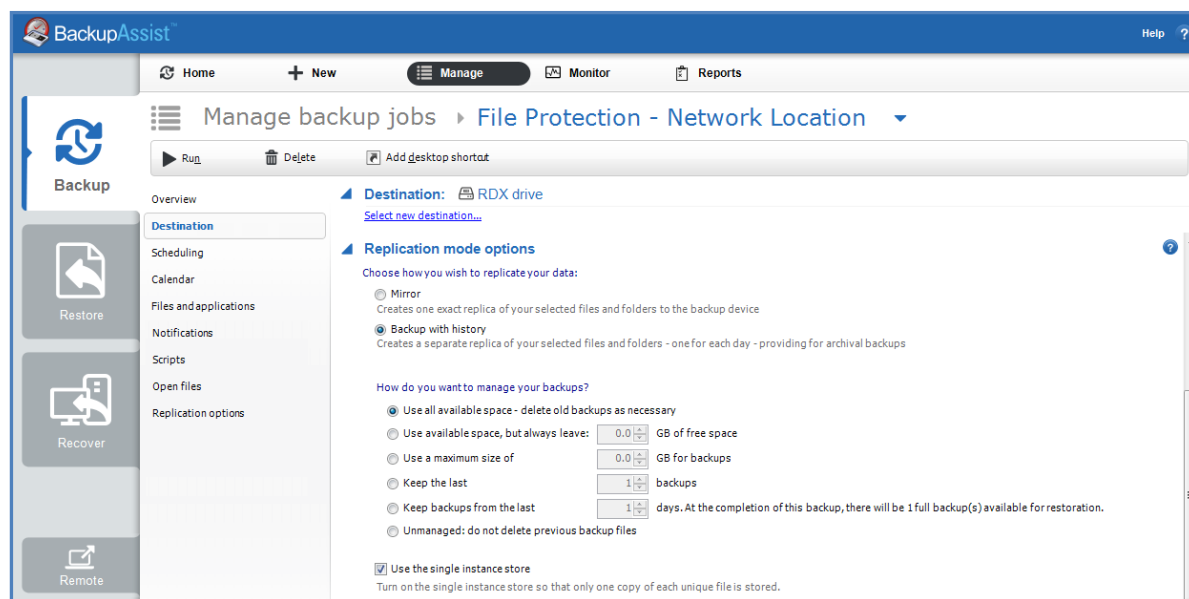 BackupAssist™
Help ?
Home New Manage Monitor Reports
Manage backup jobs File Protection - Network Location
Run Delete Add desktop shortcut
Backup
Restore
Recover
Remote
Overview
Destination
Scheduling
Calendar
Files and applications
Notifications
Scripts
Open files
Replication options
Destination: RDX drive
Select new destination...
Replication mode options ?
Choose how you wish to replicate your data:
Mirror
Creates one exact replica of your selected files and folders to the backup device
Backup with history
Creates a separate replica of your selected files and folders - one for each day - providing for archival backups
How do you want to manage your backups?
Use all available space - delete old backups as necessary
Use available space, but always leave: 0.0 GB of free space
Use a maximum size of 0.0 GB for backups
Keep the last 1 backups
Keep backups from the last 1 days. At the completion of this backup, there will be 1 full backup(s) available for restoration.
Unmanaged: do not delete previous backup files
Use the single instance store
Turn on the single instance store so that only one copy of each unique file is stored.